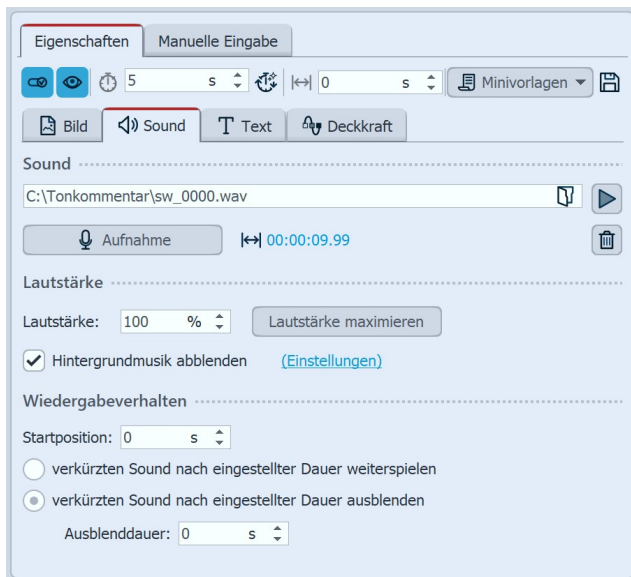 Eigenschaften Manuelle Eingabe
5 s 0 s Minivorlagen
Bild Sound Text Deckkraft
Sound
C:\Tonkommentar\sw_0000.wav
Aufnahme 00:00:09.99
Lautstärke
Lautstärke: 100 % Lautstärke maximieren
Hintergrundmusik abblenden (Einstellungen)
Wiedergabeverhalten
Startposition: 0 s
verkürzten Sound nach eingestellter Dauer weiterspielen
verkürzten Sound nach eingestellter Dauer ausblenden
Ausblenddauer: 0 s